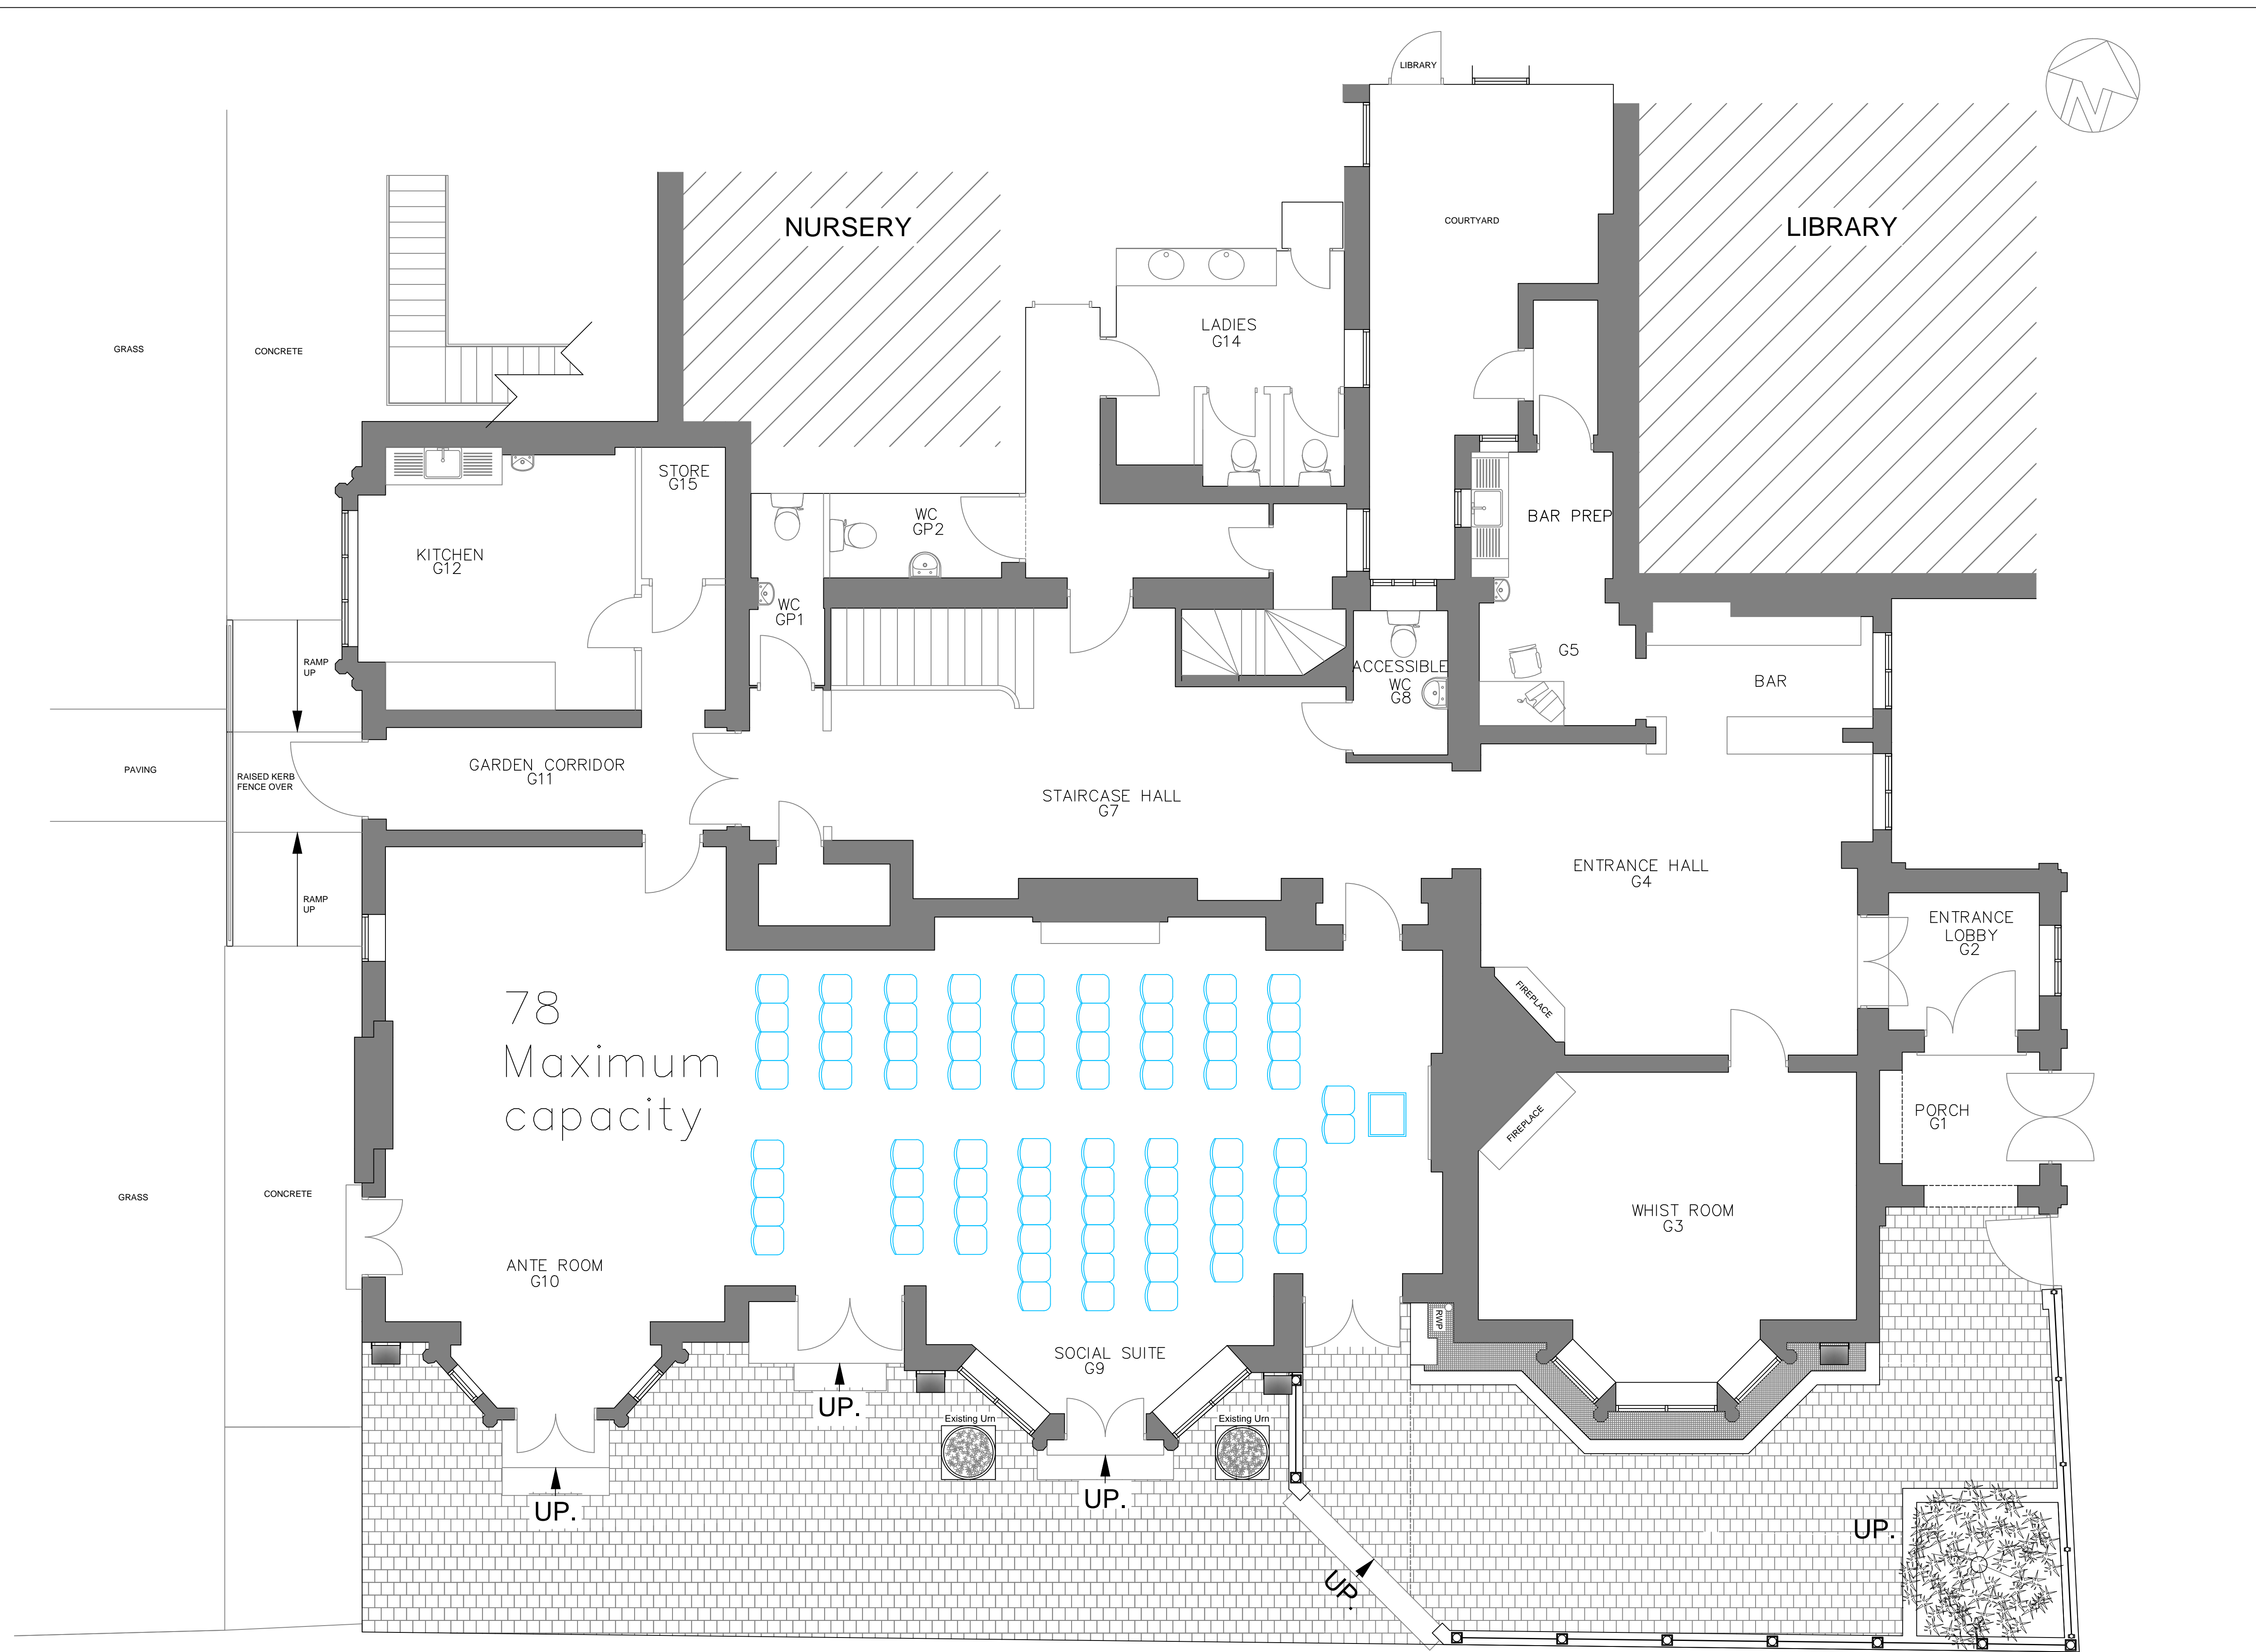 LIBRARY
NURSERY
COURTYARD
LIBRARY
LADIES
G14
GRASS
CONCRETE
STORE
G15
WC
GP2
BAR PREP
KITCHEN
G12
WC
GP1
G5
ACCESSIBLE
WC
G8
BAR
RAMP
UP
GARDEN CORRIDOR
G11
PAVING
RAISED KERB
FENCE OVER
STAIRCASE HALL
G7
ENTRANCE HALL
G4
RAMP
UP
ENTRANCE
LOBBY
G2
FIREPLACE
78
Maximum
capacity
FIREPLACE
PORCH
G1
GRASS
CONCRETE
WHIST ROOM
G3
ANTE ROOM
G10
RWP
SOCIAL SUITE
G9
UP.
Existing Urn
Existing Urn
UP.
UP.
UP.
UP.
N